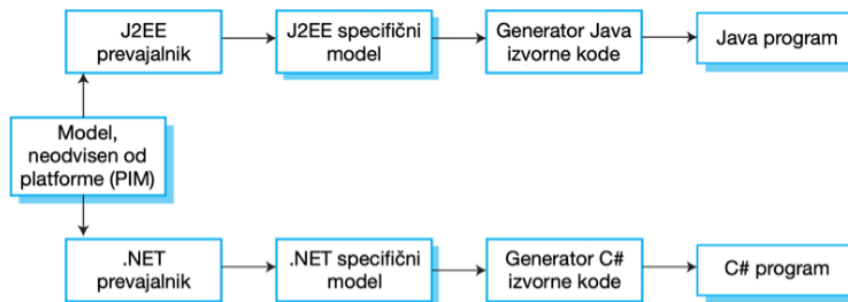 J2EE
prevajalnik
J2EE specifični
model
Generator Java
izvorne kode
Java program
Model,
neodvisen od
platforme (PIM)
.NET
prevajalnik
.NET specifični
model
Generator C#
izvorne kode
C# program